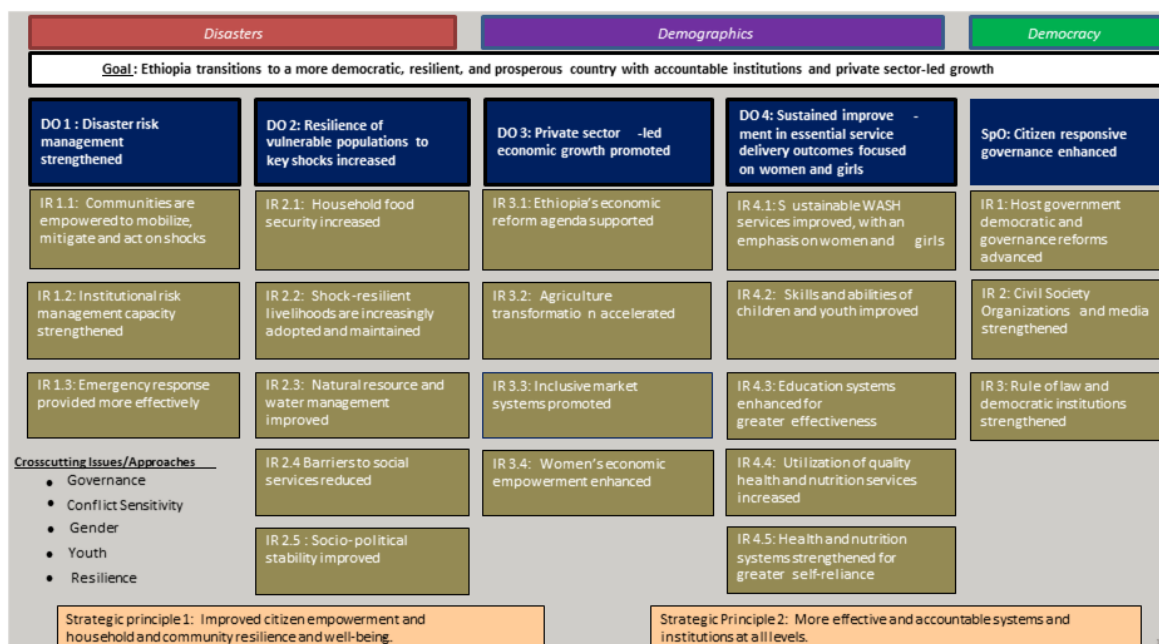 Disasters
Demographics
Democracy
Goal : Ethiopia transitions to a more democratic, resilient, and prosperous country with accountable institutions and private sector-led growth
DO 1 : Disaster risk
management
strengthened
DO 2: Resilience of
vulnerable populations to
key shocks increased
DO 3: Private sector -led
economic growth promoted
DO 4: Sustained improve -
ment in essential service
delivery outcomes focused
on women and girls
SpO: Citizen responsive
governance enhanced
IR 1.1: Communities are
empowered to mobilize,
mitigate and act on shocks
IR 2.1: Household food
security increased
IR 3.1: Ethiopia's economic
reform agenda supported
IR 4.1: S ustainable WASH
services improved, with an
emphasis on women and girls
IR 1: Host government
democratic and
governance reforms
advanced
IR 1.2: Institutional risk
management capacity
strengthened
IR 2.2: Shock-resilient
livelihoods are increasingly
adopted and maintained
IR 3.2: Agriculture
transformatio n accelerated
IR 4.2: Skills and abilities of
children and youth improved
IR 2: Civil Society
Organizations and media
strengthened
IR 1.3: Emergency response
provided more effectively
IR 2.3: Natural resource and
water management
improved
IR 3.3: Inclusive market
systems promoted
IR 4.3: Education systems
enhanced for
greater effectiveness
IR 3: Rule of law and
democratic institutions
strengthened
Crosscutting Issues/Approaches
• Governance
• Conflict Sensitivity
• Gender
• Youth
• Resilience
IR 2.4 Barriers to social
services reduced
IR 3.4: Women's economic
empowerment enhanced
IR 4.4: Utilization of quality
health and nutrition services
increased
IR 2.5 : Socio-political
stability improved
IR 4.5: Health and nutrition
systems strengthened for
greater self-reliance
Strategic principle 1: Improved citizen empowerment and
household and community resilience and well-being.
Strategic Principle 2: More effective and accountable systems and
institutions at all levels.